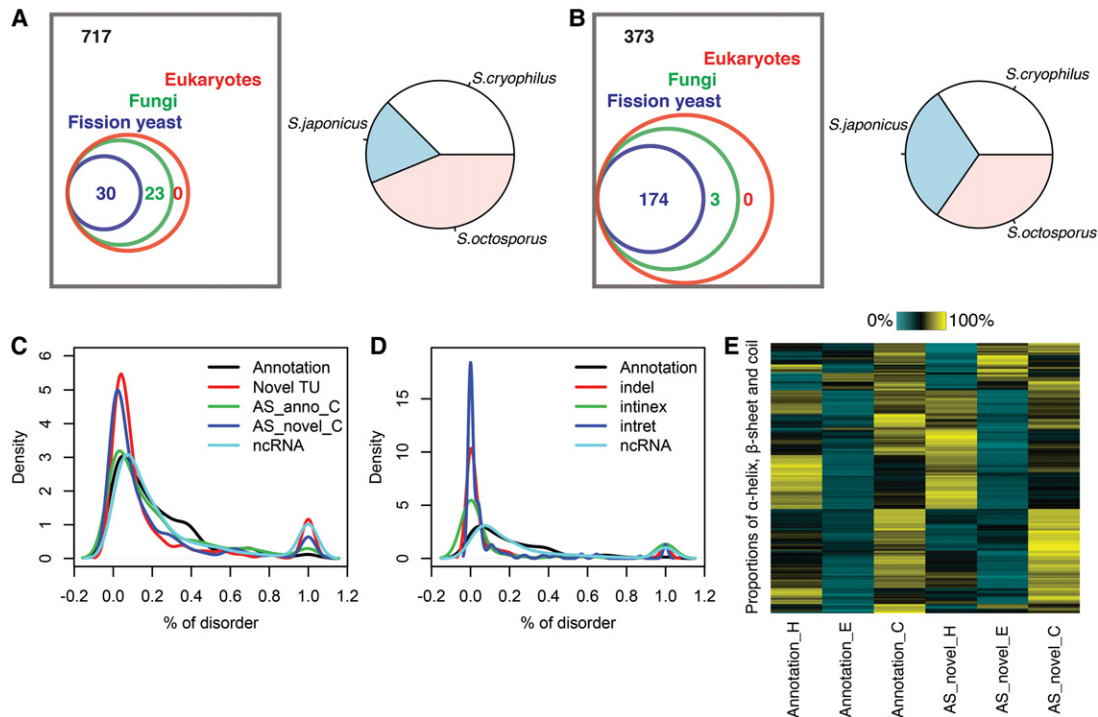 A
717
Eukaryotes
Fungi
Fission yeast
30
23
0
S.cryophilus
S.japonicus
S.octosporus
B
373
Eukaryotes
Fungi
Fission yeast
174
3
0
S.cryophilus
S.japonicus
S.octosporus
C
Density
6
5
4
3
2
1
0
-0.2 0.0 0.2 0.4 0.6 0.8 1.0 1.2
% of disorder
Annotation
Novel TU
AS_anno_C
AS_novel_C
ncRNA
D
Density
15
10
5
0
-0.2 0.0 0.2 0.4 0.6 0.8 1.0 1.2
% of disorder
Annotation
indel
intinex
intret
ncRNA
E
0% 100%
Proportions of α-helix, β-sheet and coil
Annotation_H
Annotation_E
Annotation_C
AS_novel_H
AS_novel_E
AS_novel_C